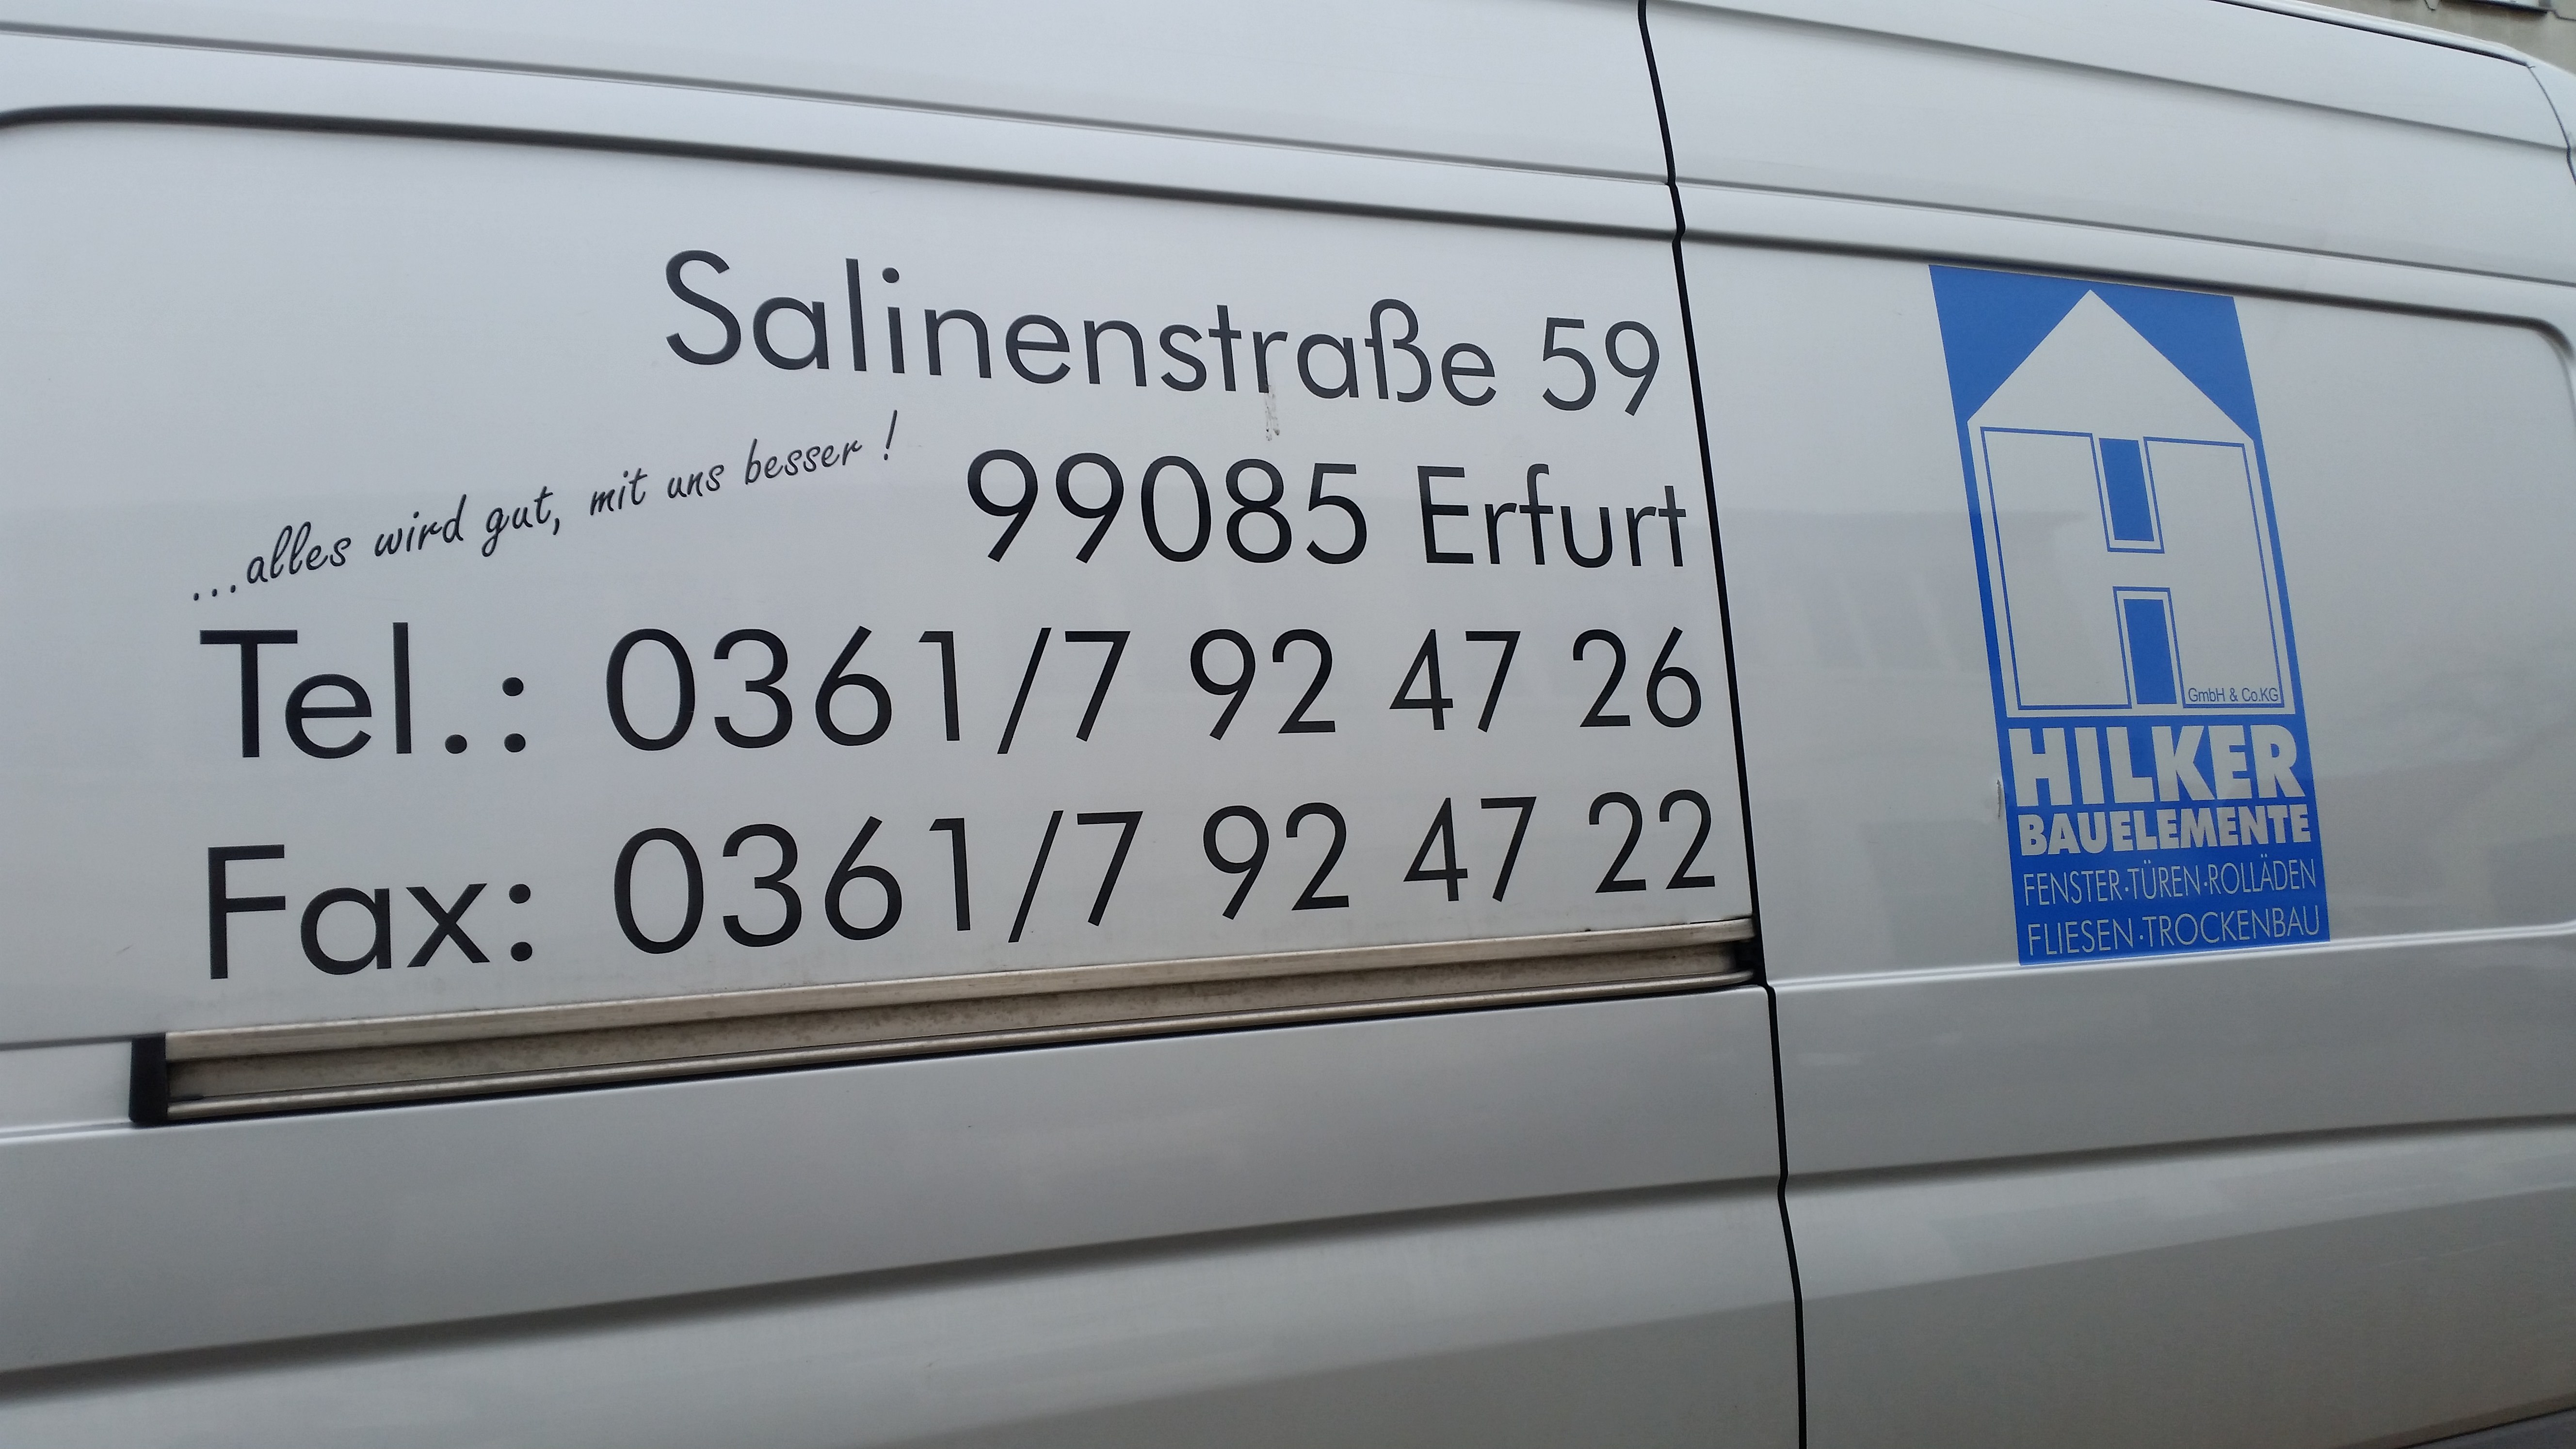 Salinenstraße 59
...alles wird gut, mit uns besser !
99085 Erfurt
Tel.: 0361/7 92 47 26
Fax: 0361/7 92 47 22
H
GmbH & Co.KG
HILKER
BAUELEMENTE
FENSTER·TÜREN·ROLLÄDEN
FLIESEN·TROCKENBAU